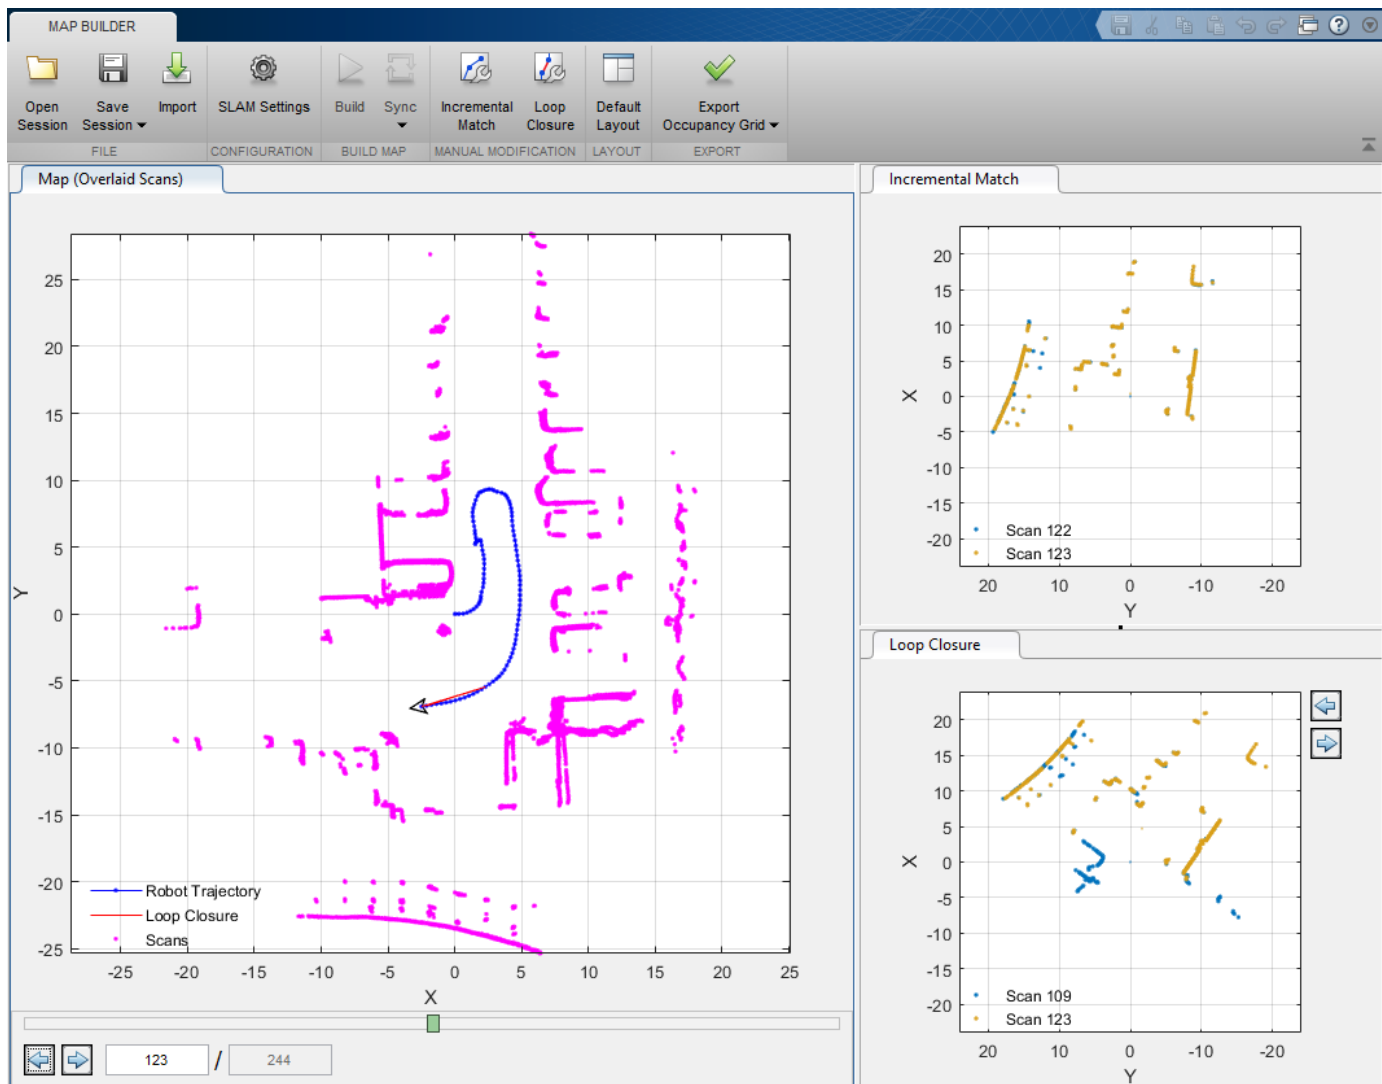 MAP BUILDER
Open Session
Save Session
Import
SLAM Settings
Build
Sync
Incremental Match
Loop Closure
Default Layout
Export Occupancy Grid
FILE
CONFIGURATION
BUILD MAP
MANUAL MODIFICATION
LAYOUT
EXPORT
Map (Overlaid Scans)
25
20
15
10
5
0
-5
-10
-15
-20
-25
Y
Robot Trajectory
Loop Closure
Scans
-25 -20 -15 -10 -5 0 5 10 15 20 25
X
123 / 244
Incremental Match
20
15
10
5
0
-5
-10
-15
-20
X
Scan 122
Scan 123
20 10 0 -10 -20
Y
Loop Closure
20
15
10
5
0
-5
-10
-15
-20
X
Scan 109
Scan 123
20 10 0 -10 -20
Y